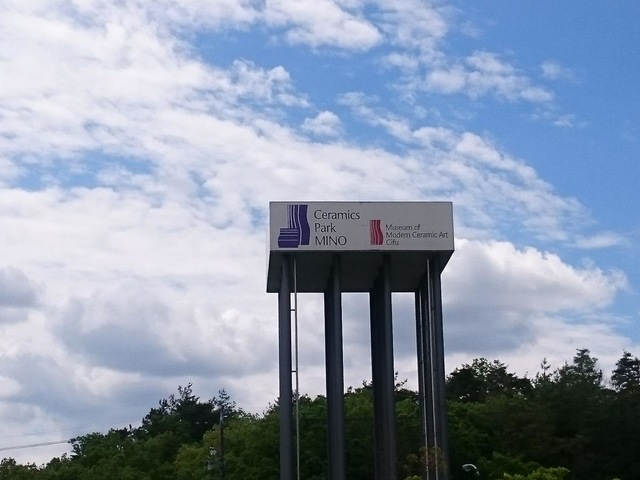 Ceramics
Park
MINO
Museum of
Modern Ceramic Art
Gifu